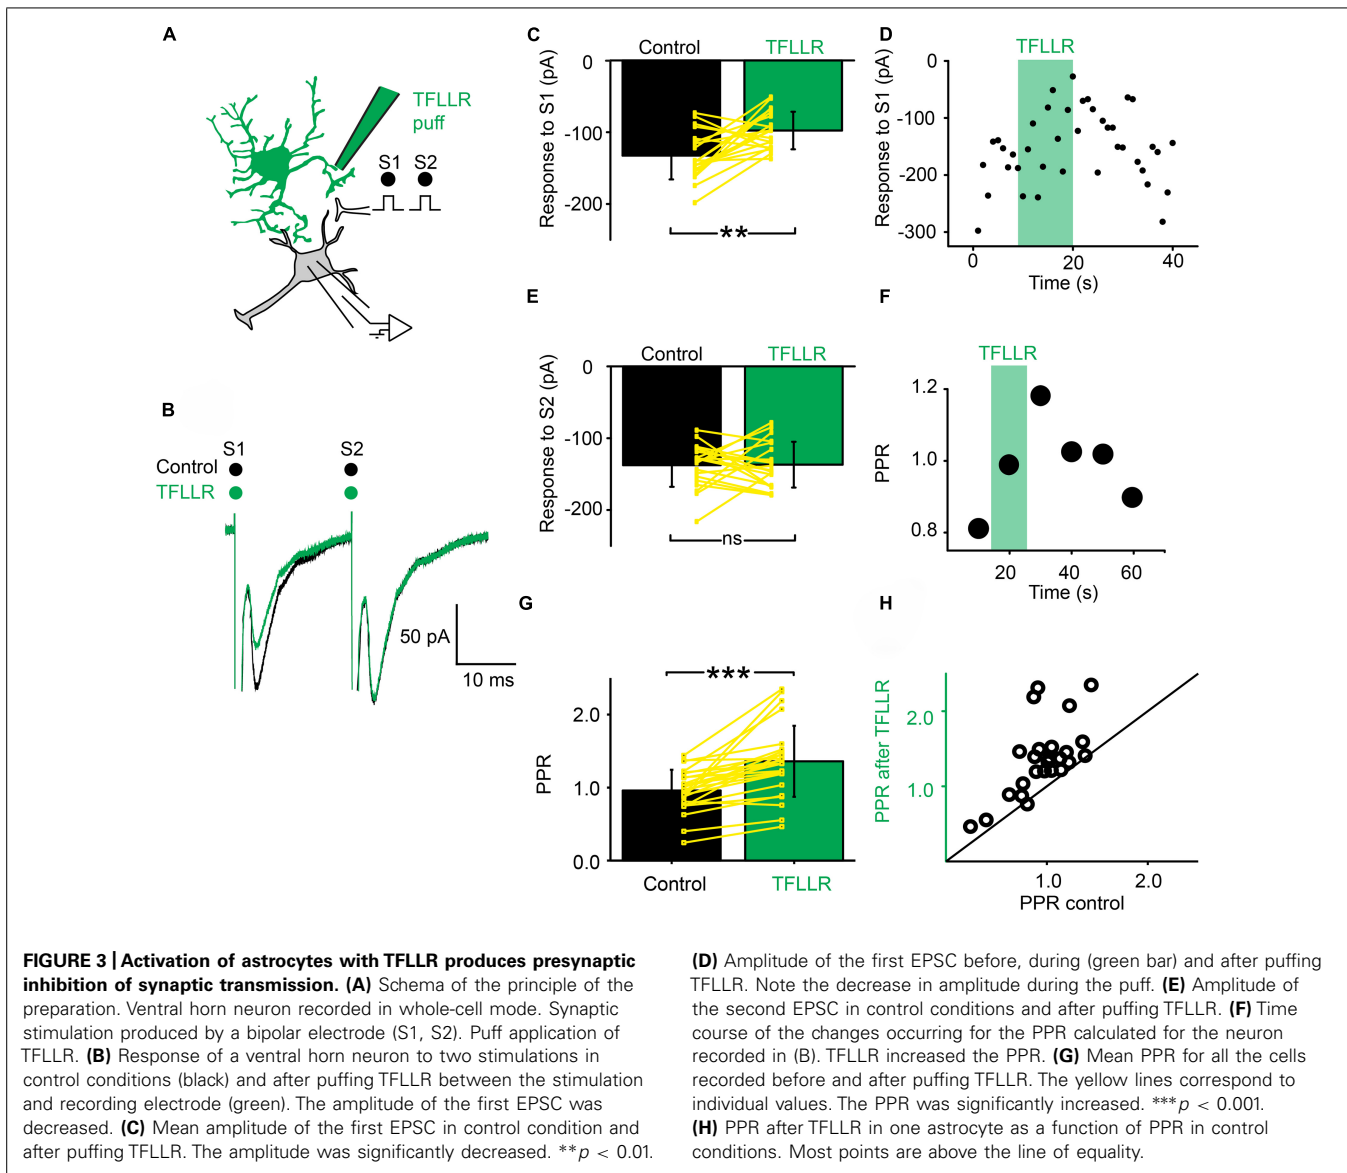 A
TFLLR
puff
S1 S2
B
S1 S2
Control
TFLLR
50 pA
10 ms
C
Control TFLLR
Response to S1 (pA)
0
-100
-200
**
D
TFLLR
Response to S1 (pA)
0
-100
-200
-300
0 20 40
Time (s)
E
Control TFLLR
Response to S2 (pA)
0
-100
-200
ns
F
TFLLR
PPR
1.2
1.0
0.8
20 40 60
Time (s)
G
***
PPR
2.0
1.0
0.0
Control TFLLR
H
PPR after TFLLR
2.0
1.0
1.0 2.0
PPR control
FIGURE 3 | Activation of astrocytes with TFLLR produces presynaptic
inhibition of synaptic transmission. (A) Schema of the principle of the
preparation. Ventral horn neuron recorded in whole-cell mode. Synaptic
stimulation produced by a bipolar electrode (S1, S2). Puff application of
TFLLR. (B) Response of a ventral horn neuron to two stimulations in
control conditions (black) and after puffing TFLLR between the stimulation
and recording electrode (green). The amplitude of the first EPSC was
decreased. (C) Mean amplitude of the first EPSC in control condition and
after puffing TFLLR. The amplitude was significantly decreased. **p < 0.01.
(D) Amplitude of the first EPSC before, during (green bar) and after puffing
TFLLR. Note the decrease in amplitude during the puff. (E) Amplitude of
the second EPSC in control conditions and after puffing TFLLR. (F) Time
course of the changes occurring for the PPR calculated for the neuron
recorded in (B). TFLLR increased the PPR. (G) Mean PPR for all the cells
recorded before and after puffing TFLLR. The yellow lines correspond to
individual values. The PPR was significantly increased. ***p < 0.001.
(H) PPR after TFLLR in one astrocyte as a function of PPR in control
conditions. Most points are above the line of equality.